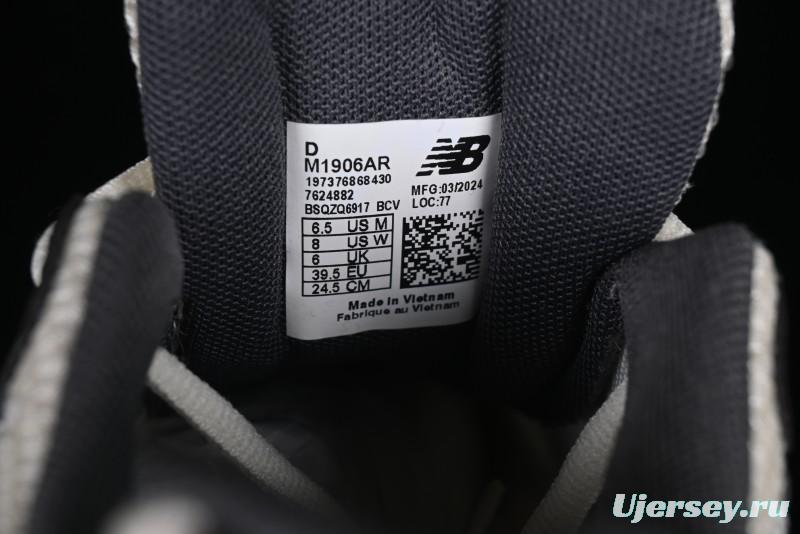 D
M1906AR
197376868430
7624882
BSQZQ6917 BCV
NB
MFG:03/2024
LOC:77
6.5 US M
8 US W
6 UK
39.5 EU
24.5 CM
Made in Vietnam
Fabrique au Vietnam
Ujersey.ru